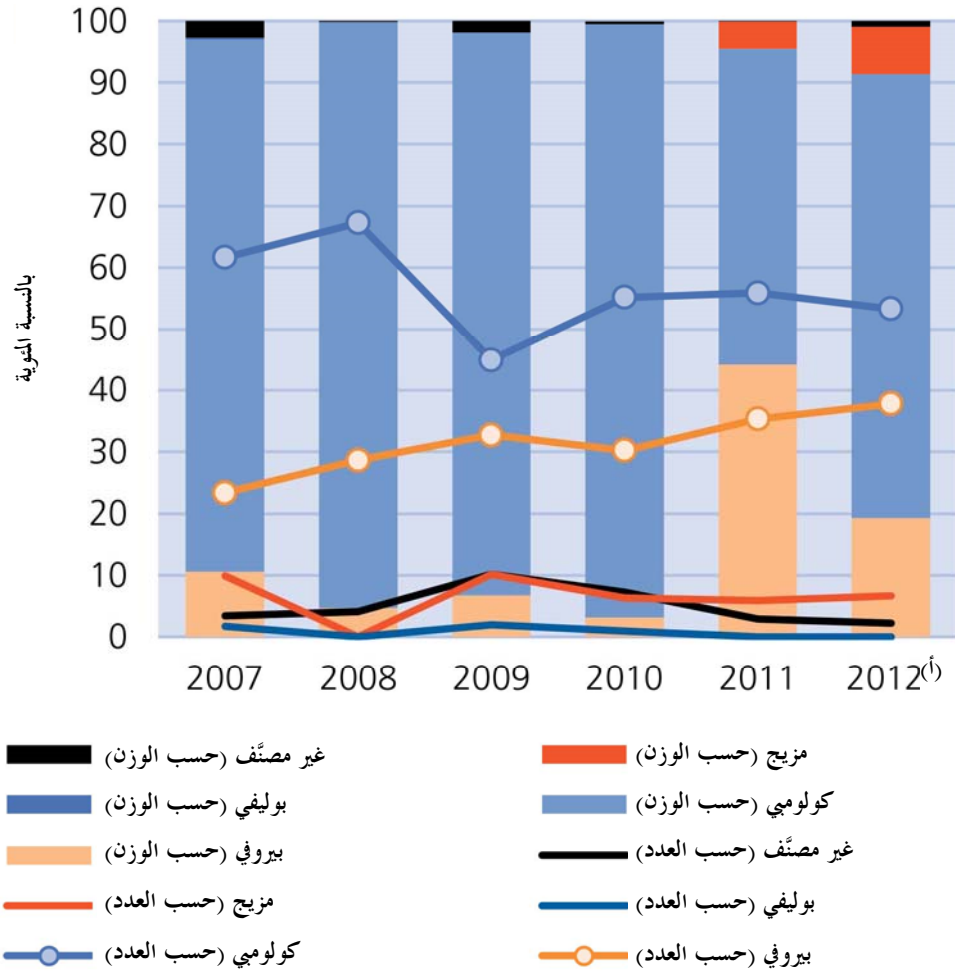 100
90
80
70
60
50
40
30
20
10
0
بالنسبة المئوية
2007 2008 2009 2010 2011 2012(أ)
مزيج (حسب الوزن)
غير مصنَّف (حسب الوزن)
كولومبي (حسب الوزن)
بوليفي (حسب الوزن)
غير مصنَّف (حسب العدد)
بيروفي (حسب الوزن)
بوليفي (حسب العدد)
مزيج (حسب العدد)
بيروفي (حسب العدد)
كولومبي (حسب العدد)